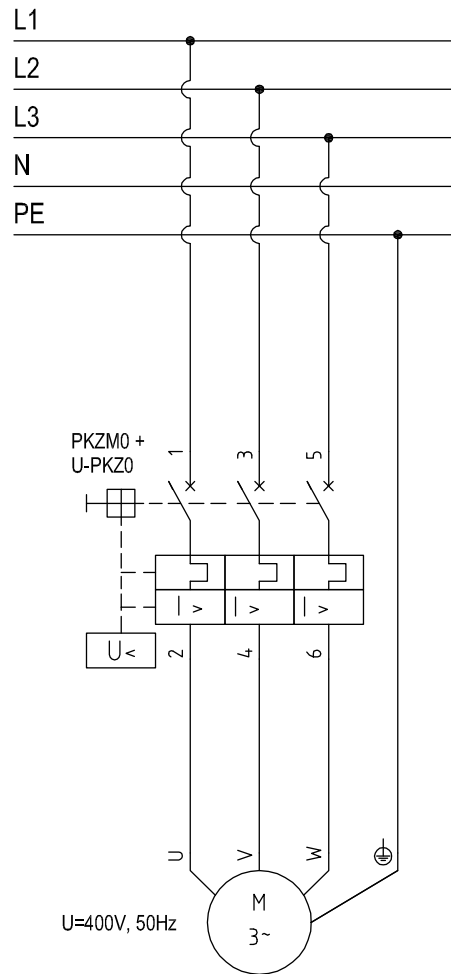 L1
L2
L3
N
PE
PKZM0 +
U-PKZ0
1
3
5
I > I > I >
U<
2
4
6
U
V
W
M
3~
U=400V, 50Hz